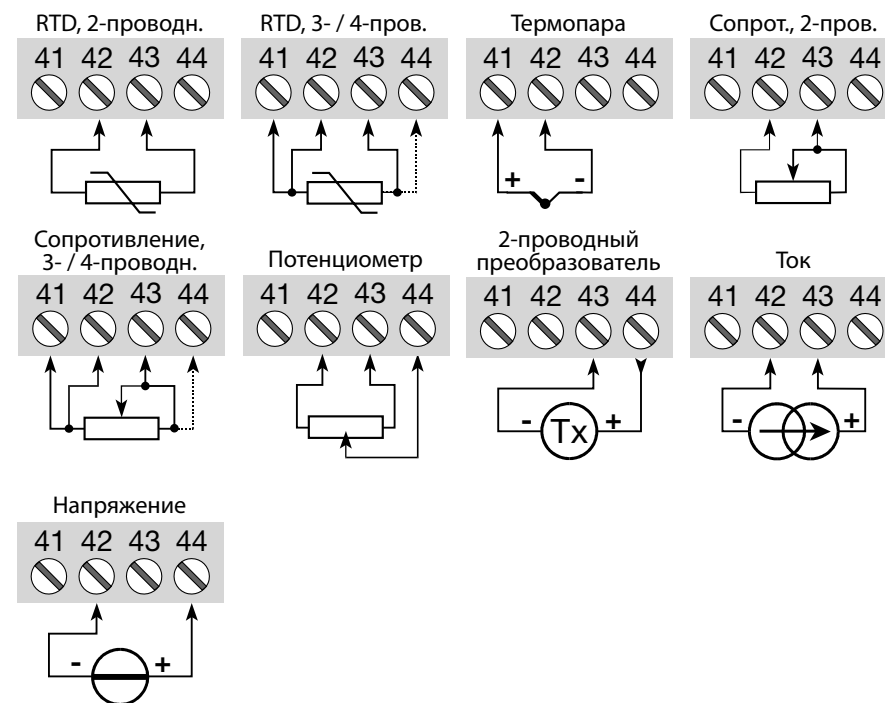 RTD, 2-проводн.
41 42 43 44
RTD, 3- / 4-пров.
41 42 43 44
Термопара
41 42 43 44
+ -
Сопрот., 2-пров.
41 42 43 44
Сопротивление,
3- / 4-проводн.
41 42 43 44
Потенциометр
41 42 43 44
2-проводный
преобразователь
41 42 43 44
- Tx +
Ток
41 42 43 44
- +
Напряжение
41 42 43 44
- +